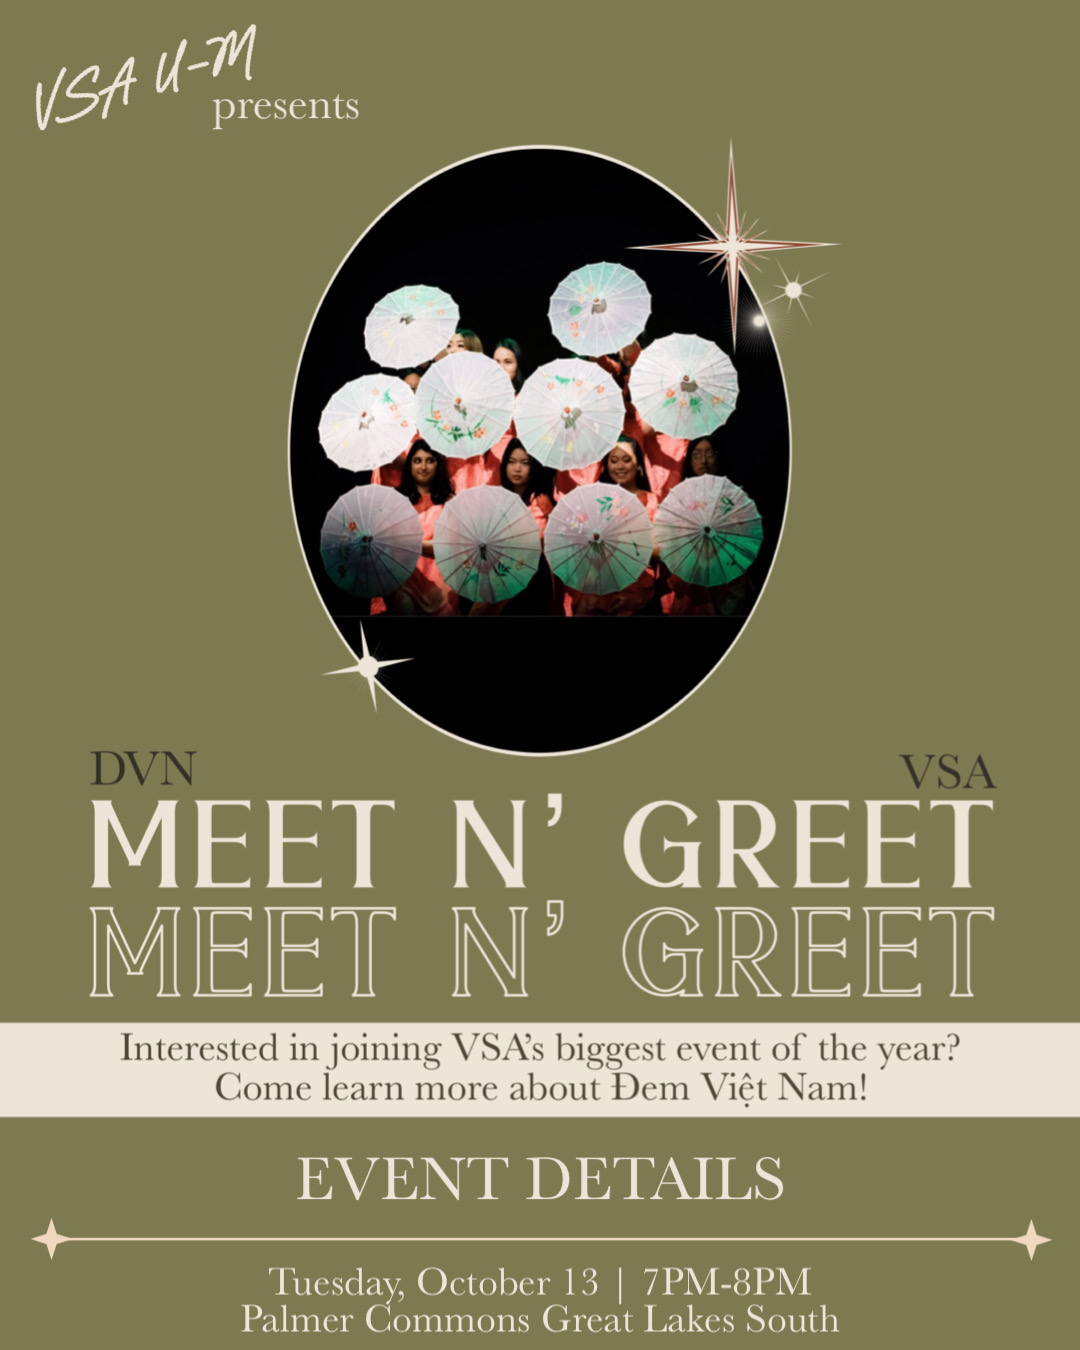 VSA U-M
presents
DVN
VSA
MEET N’ GREET
MEET N’ GREET
Interested in joining VSA’s biggest event of the year?
Come learn more about Đem Việt Nam!
EVENT DETAILS
Tuesday, October 13 | 7PM-8PM
Palmer Commons Great Lakes South